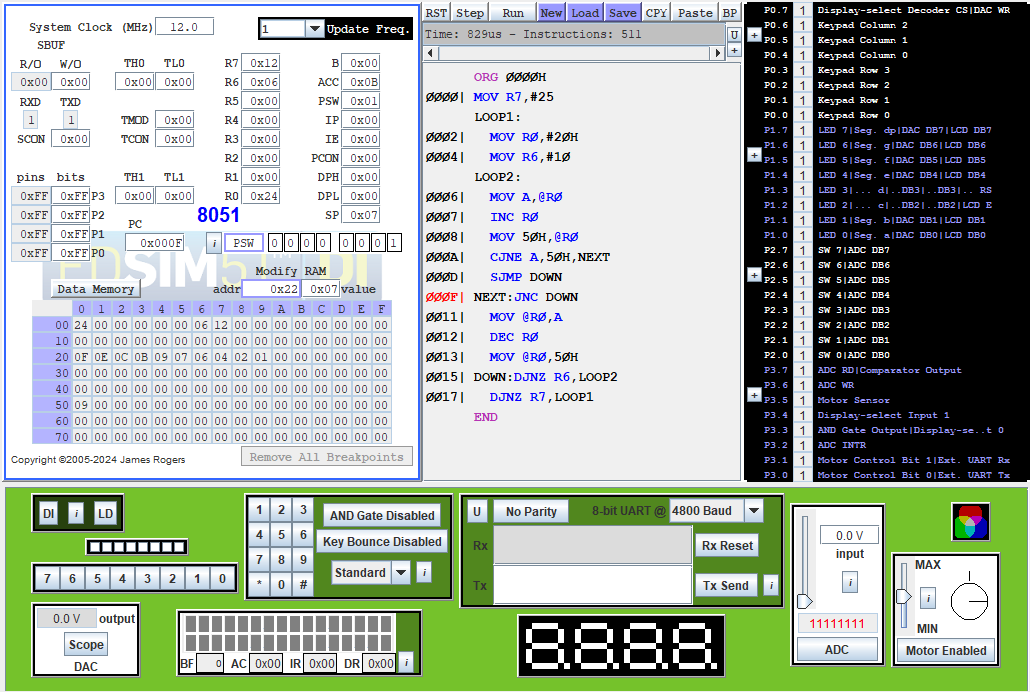 System Clock (MHz) 12.0 1 Update Freq.
SBUF
R/O W/O TH0 TL0 R7 0x12 B 0x00
0x00 0x00 0x00 0x00 R6 0x06 ACC 0x0B
RXD TXD R5 0x00 PSW 0x01
1 1 TMOD 0x00 R4 0x00 IP 0x00
SCON 0x00 TCON 0x00 R3 0x00 IE 0x00
R2 0x00 PCON 0x00
pins bits TH1 TL1 R1 0x00 DPH 0x00
0xFF 0xFF P3 0x00 0x00 R0 0x24 DPL 0x00
0xFF 0xFF P2 8051 SP 0x07
0xFF 0xFF P1 PC
0xFF 0xFF P0 0x000F i PSW 0 0 0 0 0 0 0 1
Modify RAM
Data Memory addr 0x22 0x07 value
0 1 2 3 4 5 6 7 8 9 A B C D E F
00 24 00 00 00 00 00 06 12 00 00 00 00 00 00 00 00
10 00 00 00 00 00 00 00 00 00 00 00 00 00 00 00 00
20 0F 0E 0C 0B 09 07 06 04 02 01 00 00 00 00 00 00
30 00 00 00 00 00 00 00 00 00 00 00 00 00 00 00 00
40 00 00 00 00 00 00 00 00 00 00 00 00 00 00 00 00
50 09 00 00 00 00 00 00 00 00 00 00 00 00 00 00 00
60 00 00 00 00 00 00 00 00 00 00 00 00 00 00 00 00
70 00 00 00 00 00 00 00 00 00 00 00 00 00 00 00 00
Copyright ©2005-2024 James Rogers Remove All Breakpoints
RST Step Run New Load Save CPY Paste BP
Time: 829us - Instructions: 511 U
+
ORG 0000H
0000| MOV R7,#25
LOOP1:
0002| MOV R0,#20H
0004| MOV R6,#10
LOOP2:
0006| MOV A,@R0
0007| INC R0
0008| MOV 50H,@R0
000A| CJNE A,50H,NEXT
000D| SJMP DOWN
000F| NEXT:JNC DOWN
0011| MOV @R0,A
0012| DEC R0
0013| MOV @R0,50H
0015| DOWN:DJNZ R6,LOOP2
0017| DJNZ R7,LOOP1
END
P0.7 1 Display-select Decoder CS|DAC WR
P0.6 1 Keypad Column 2
P0.5 1 Keypad Column 1
P0.4 1 Keypad Column 0
P0.3 1 Keypad Row 3
P0.2 1 Keypad Row 2
P0.1 1 Keypad Row 1
P0.0 1 Keypad Row 0
P1.7 1 LED 7|Seg. dp|DAC DB7|LCD DB7
P1.6 1 LED 6|Seg. g|DAC DB6|LCD DB6
P1.5 1 LED 5|Seg. f|DAC DB5|LCD DB5
P1.4 1 LED 4|Seg. e|DAC DB4|LCD DB4
P1.3 1 LED 3|... d|..DB3|..DB3|.. RS
P1.2 1 LED 2|... c|..DB2|..DB2|LCD E
P1.1 1 LED 1|Seg. b|DAC DB1|LCD DB1
P1.0 1 LED 0|Seg. a|DAC DB0|LCD DB0
P2.7 1 SW 7|ADC DB7
P2.6 1 SW 6|ADC DB6
P2.5 1 SW 5|ADC DB5
P2.4 1 SW 4|ADC DB4
P2.3 1 SW 3|ADC DB3
P2.2 1 SW 2|ADC DB2
P2.1 1 SW 1|ADC DB1
P2.0 1 SW 0|ADC DB0
P3.7 1 ADC RD|Comparator Output
P3.6 1 ADC WR
P3.5 1 Motor Sensor
P3.4 1 Display-select Input 1
P3.3 1 AND Gate Output|Display-se..t 0
P3.2 1 ADC INTR
P3.1 1 Motor Control Bit 1|Ext. UART Rx
P3.0 1 Motor Control Bit 0|Ext. UART Tx
DI i LD
7 6 5 4 3 2 1 0
0.0 V output
Scope
DAC
1 2 3
4 5 6
7 8 9
* 0 #
AND Gate Disabled
Key Bounce Disabled
Standard i
BF 0 AC 0x00 IR 0x00 DR 0x00 i
U No Parity 8-bit UART @ 4800 Baud
Rx Rx Reset
Tx Tx Send i
8.8.8.8.
0.0 V
input
i
11111111
ADC
MAX
i
MIN
Motor Enabled